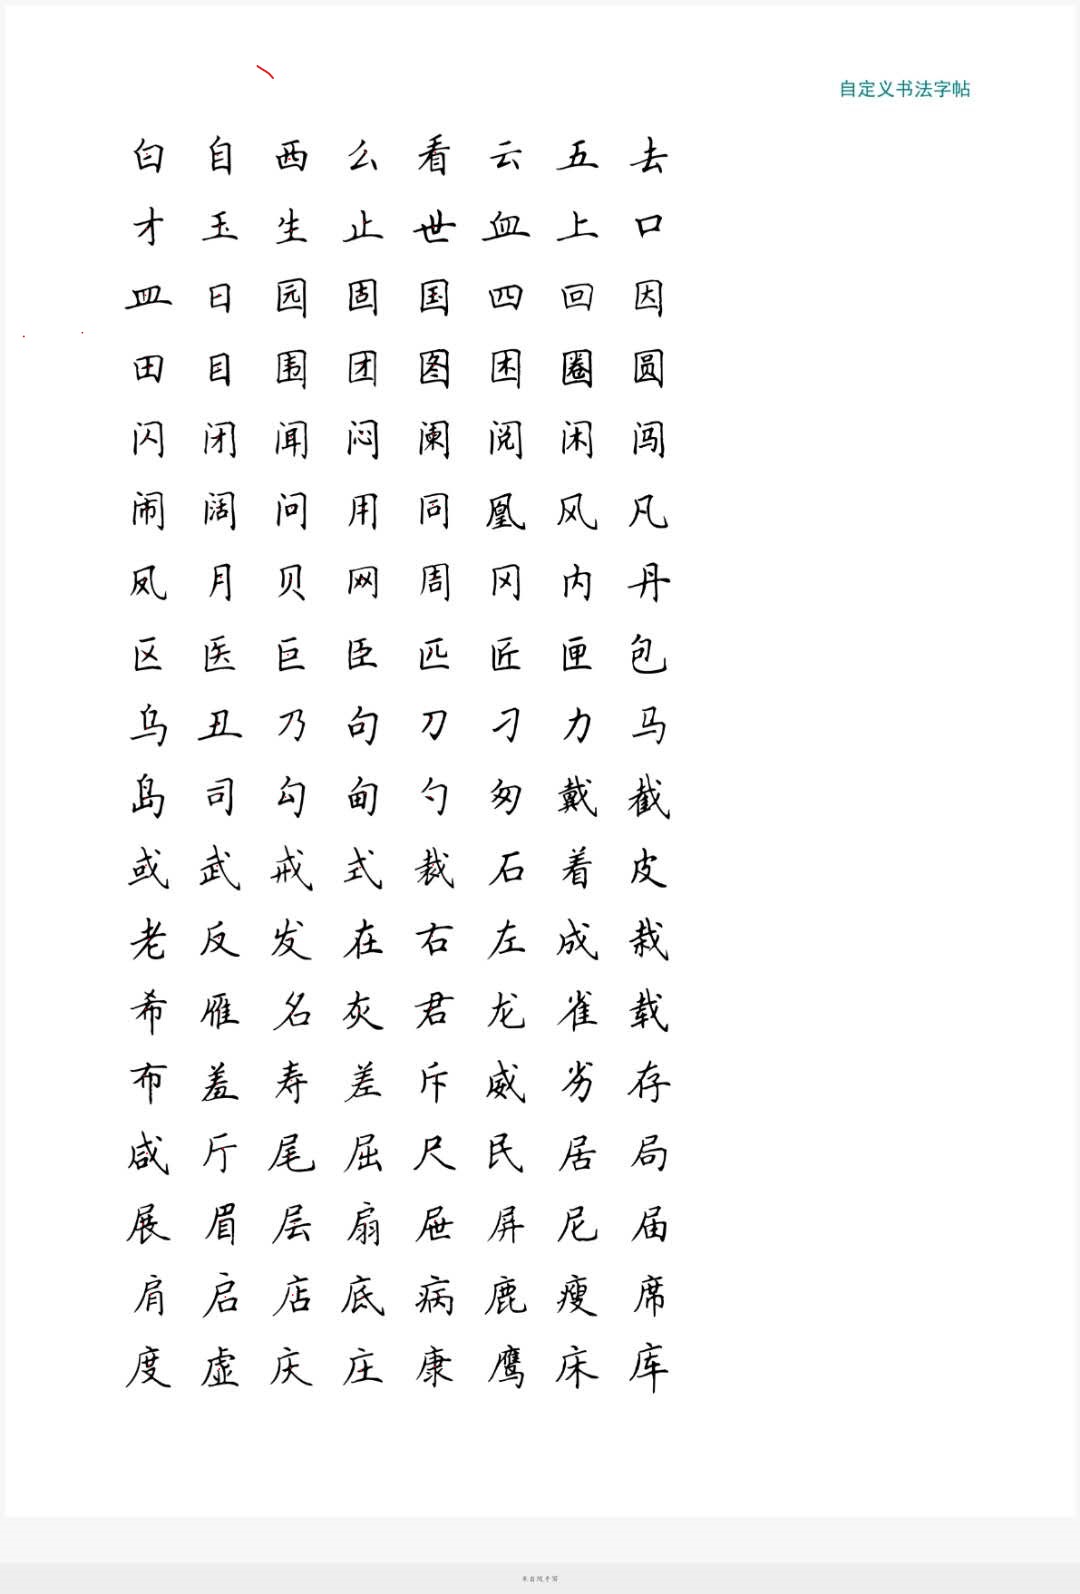 自定义书法字帖
白 自 西 么 看 云 五 去
才 玉 生 止 世 血 上 口
皿 日 园 固 国 四 回 因
田 目 围 团 图 困 圈 圆
闪 闭 闻 闷 阑 阅 闲 闯
闹 阔 问 用 同 凰 风 凡
凤 月 贝 网 周 冈 内 丹
区 医 巨 臣 匹 匠 匣 包
乌 丑 乃 句 刀 刁 力 马
岛 司 勾 甸 勺 匆 戴 截
或 武 戒 式 裁 石 着 皮
老 反 发 在 右 左 成 栽
希 雁 名 灰 君 龙 雀 载
布 羞 寿 差 斥 威 劣 存
咸 厅 尾 屈 尺 民 居 局
展 眉 层 扇 屉 屏 尼 届
肩 启 店 底 病 鹿 瘦 席
度 虚 庆 庄 康 鹰 床 库